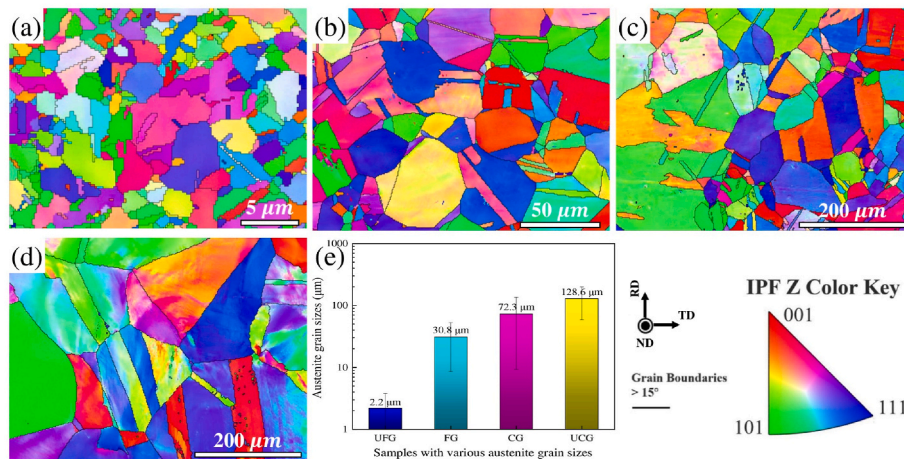 (a)
5 μm
(b)
50 μm
(c)
200 μm
(d)
200 μm
(e)
Austenite grain sizes (μm)
1000
100
10
1
2.2 μm
30.8 μm
72.3 μm
128.6 μm
UFG
FG
CG
UCG
Samples with various austenite grain sizes
RD
TD
ND
Grain Boundaries
> 15°
IPF Z Color Key
001
101
111